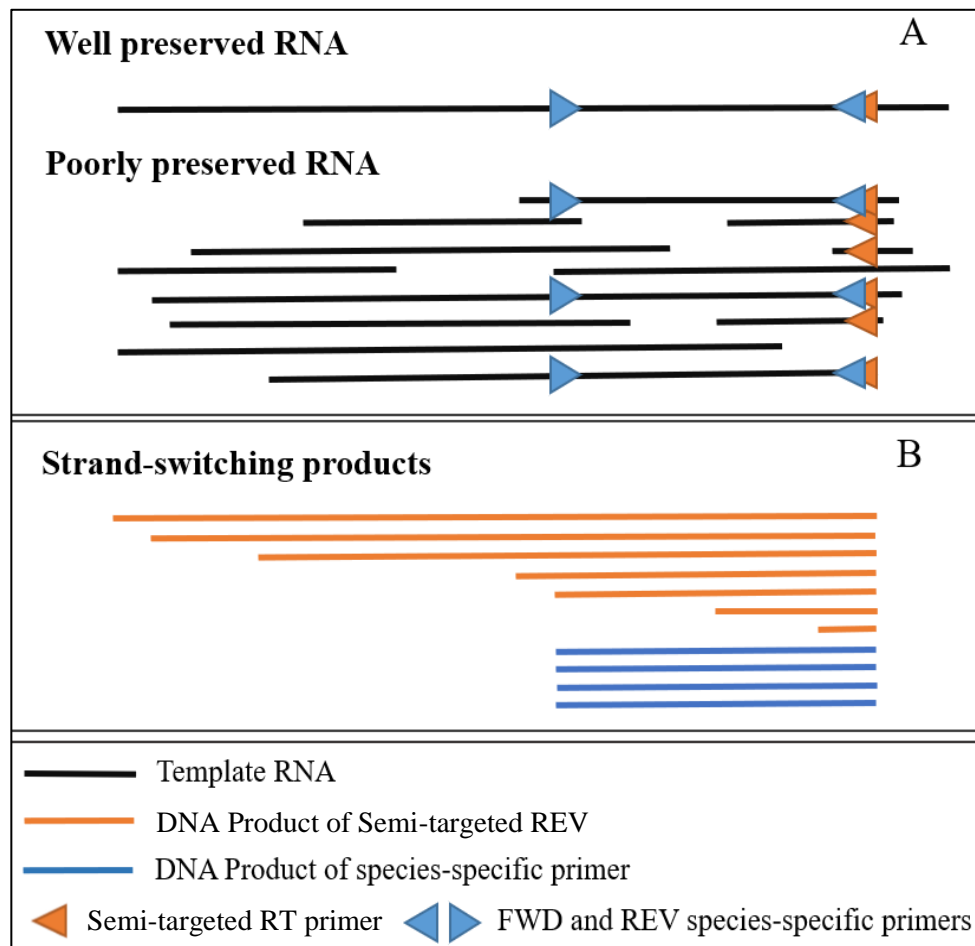 Well preserved RNA
A
Poorly preserved RNA
Strand-switching products
B
Template RNA
DNA Product of Semi-targeted REV
DNA Product of species-specific primer
Semi-targeted RT primer
FWD and REV species-specific primers